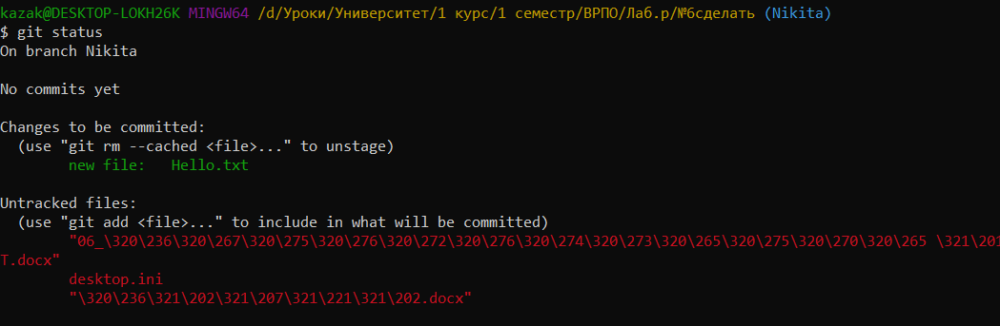 kazak@DESKTOP-LOKH26K MINGW64 /d/Уроки/Университет/1 курс/1 семестр/ВРПО/Лаб.р/№6сделать (Nikita)
$ git status
On branch Nikita
No commits yet
Changes to be committed:
(use "git rm --cached <file>..." to unstage)
new file: Hello.txt
Untracked files:
(use "git add <file>..." to include in what will be committed)
"06_\320\236\320\267\320\275\320\276\320\272\320\276\320\274\320\273\320\265\320\275\320\270\320\265 \321\201
T.docx"
desktop.ini
"\320\236\321\202\321\207\321\221\321\202.docx"